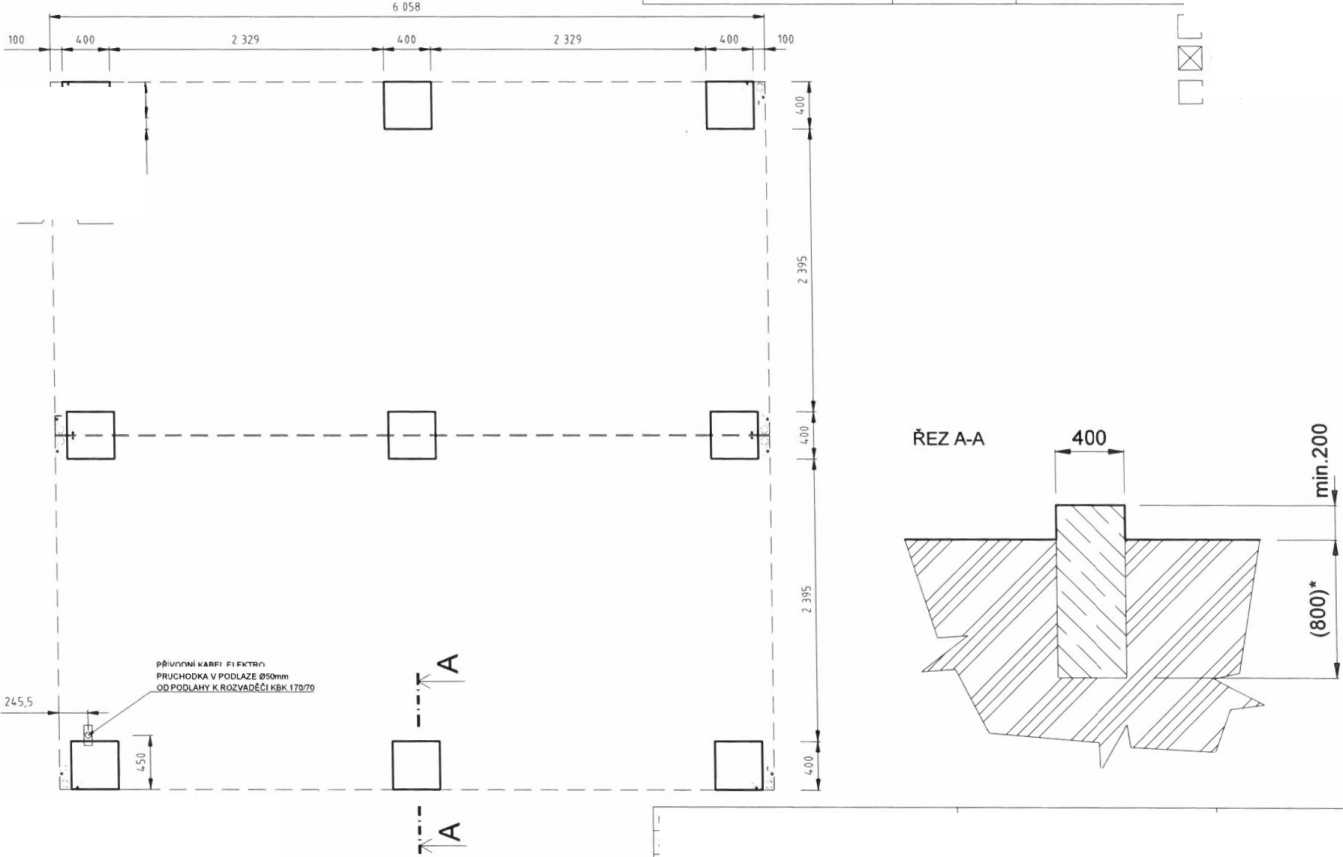 6 058
100 400 2 329 400 2 329 400 100
400
2 395
400
2 395
400
ŘEZ A-A
400
min.200
(800)*
PŘÍVODNÍ KABEL ELEKTRO
PRUCHODKA V PODLAZE Ø50mm
OD PODLAHY K ROZVADĚČI KBK 170/70
245,5
450
A
A